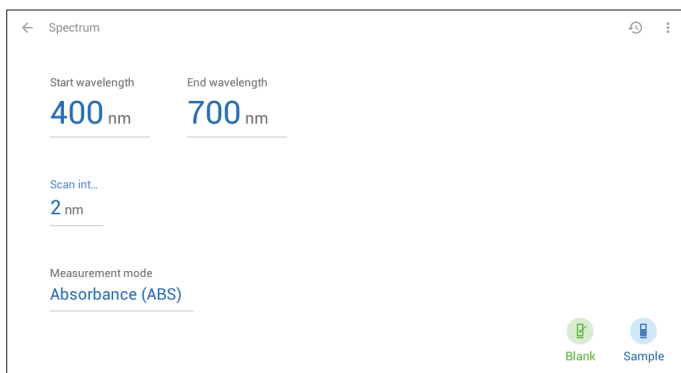 Spectrum
Start wavelength End wavelength
400 nm 700 nm
Scan int...
2 nm
Measurement mode
Absorbance (ABS)
Blank Sample